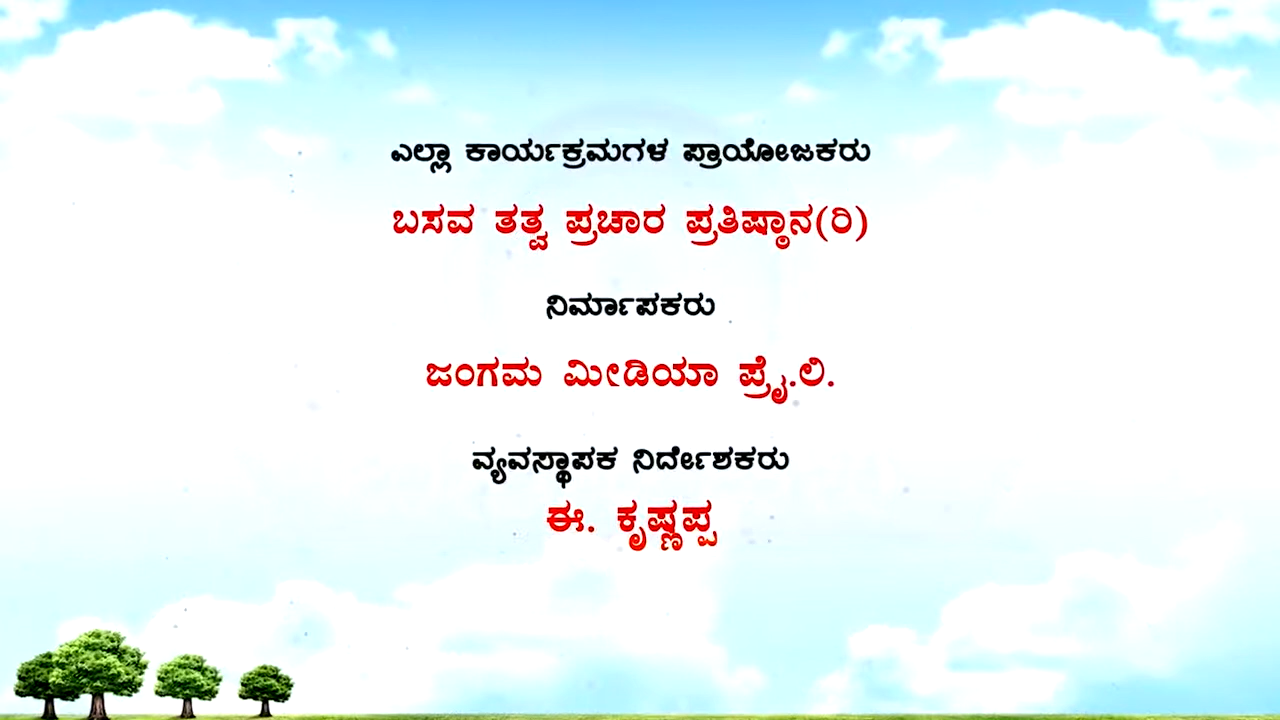 ಎಲ್ಲಾ ಕಾರ್ಯಕ್ರಮಗಳ ಪ್ರಾಯೋಜಕರು
ಬಸವ ತತ್ವ ಪ್ರಚಾರ ಪ್ರತಿಷ್ಠಾನ(ರಿ)
ನಿರ್ಮಾಪಕರು
ಜಂಗಮ ಮೀಡಿಯಾ ಪ್ರೈ.ಲಿ.
ವ್ಯವಸ್ಥಾಪಕ ನಿರ್ದೇಶಕರು
ಈ. ಕೃಷ್ಣಪ್ಪ